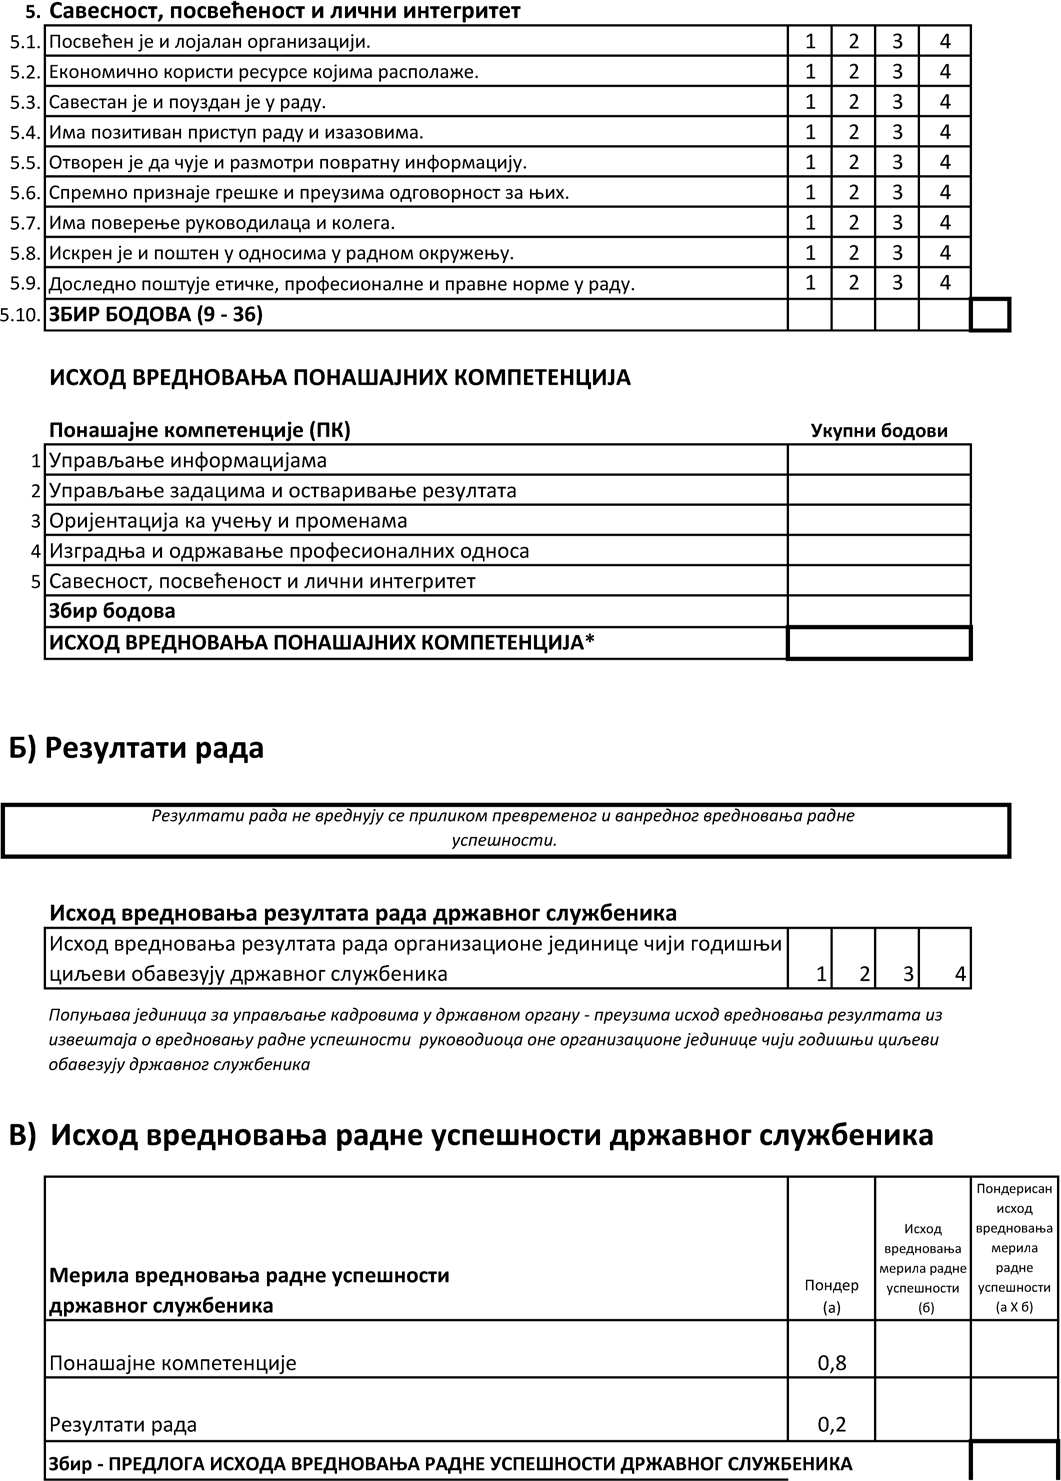 5. Савесност, посвећеност и лични интегритет
5.1. Посвећен је и лојалан организацији. 1 2 3 4
5.2. Економично користи ресурсе којима располаже. 1 2 3 4
5.3. Савестан је и поуздан је у раду. 1 2 3 4
5.4. Има позитиван приступ раду и изазовима. 1 2 3 4
5.5. Отворен је да чује и размотри повратну информацију. 1 2 3 4
5.6. Спремно признаје грешке и преузима одговорност за њих. 1 2 3 4
5.7. Има поверење руководилаца и колега. 1 2 3 4
5.8. Искрен је и поштен у односима у радном окружењу. 1 2 3 4
5.9. Доследно поштује етичке, професионалне и правне норме у раду. 1 2 3 4
5.10. ЗБИР БОДОВА (9 - 36)
ИСХОД ВРЕДНОВАЊА ПОНАШАЈНИХ КОМПЕТЕНЦИЈА
Понашајне компетенције (ПК) Укупни бодови
1 Управљање информацијама
2 Управљање задацима и остваривање резултата
3 Оријентација ка учењу и променама
4 Изградња и одржавање професионалних односа
5 Савесност, посвећеност и лични интегритет
Збир бодова
ИСХОД ВРЕДНОВАЊА ПОНАШАЈНИХ КОМПЕТЕНЦИЈА*
Б) Резултати рада
Резултати рада не вреднују се приликом превременог и ванредног вредновања радне
успешности.
Исход вредновања резултата рада државног службеника
Исход вредновања резултата рада организационе јединице чији годишњи
циљеви обавезују државног службеника 1 2 3 4
Попуњава јединица за управљање кадровима у државном органу - преузима исход вредновања резултата из
извештаја о вредновању радне успешности руководиоца оне организационе јединице чији годишњи циљеви
обавезују државног службеника
В) Исход вредновања радне успешности државног службеника
Мерила вредновања радне успешности
државног службеника
Пондер
(а)
Исход
вредновања
мерила радне
успешности
(б)
Пондерисан
исход
вредновања
мерила
радне
успешности
(а X б)
Понашајне компетенције 0,8
Резултати рада 0,2
Збир - ПРЕДЛОГА ИСХОДА ВРЕДНОВАЊА РАДНЕ УСПЕШНОСТИ ДРЖАВНОГ СЛУЖБЕНИКА